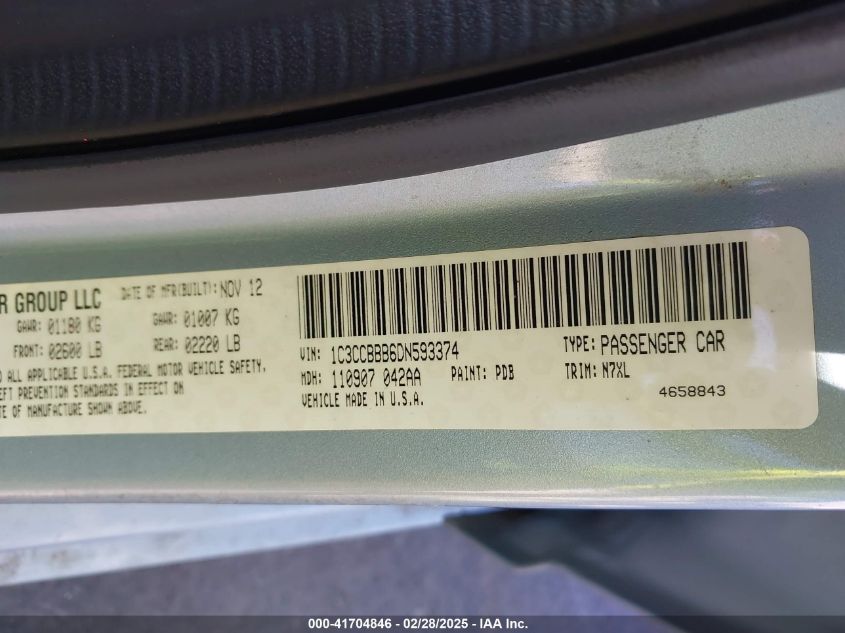 R GROUP LLC DATE OF MFR(BUILT): NOV 12
GAWR: 01180 KG GAWR: 01007 KG
FRONT: 02600 LB REAR: 02220 LB
O ALL APPLICABLE U.S.A. FEDERAL MOTOR VEHICLE SAFETY,
EFT PREVENTION STANDARDS IN EFFECT ON
TE OF MANUFACTURE SHOWN ABOVE.
VIN: 1C3CCBBB6DN593374 TYPE: PASSENGER CAR
MDH: 110907 042AA PAINT: PDB TRIM: N7XL
VEHICLE MADE IN U.S.A. 4658843
000-41704846 | 02/28/2025 - IAA Inc.